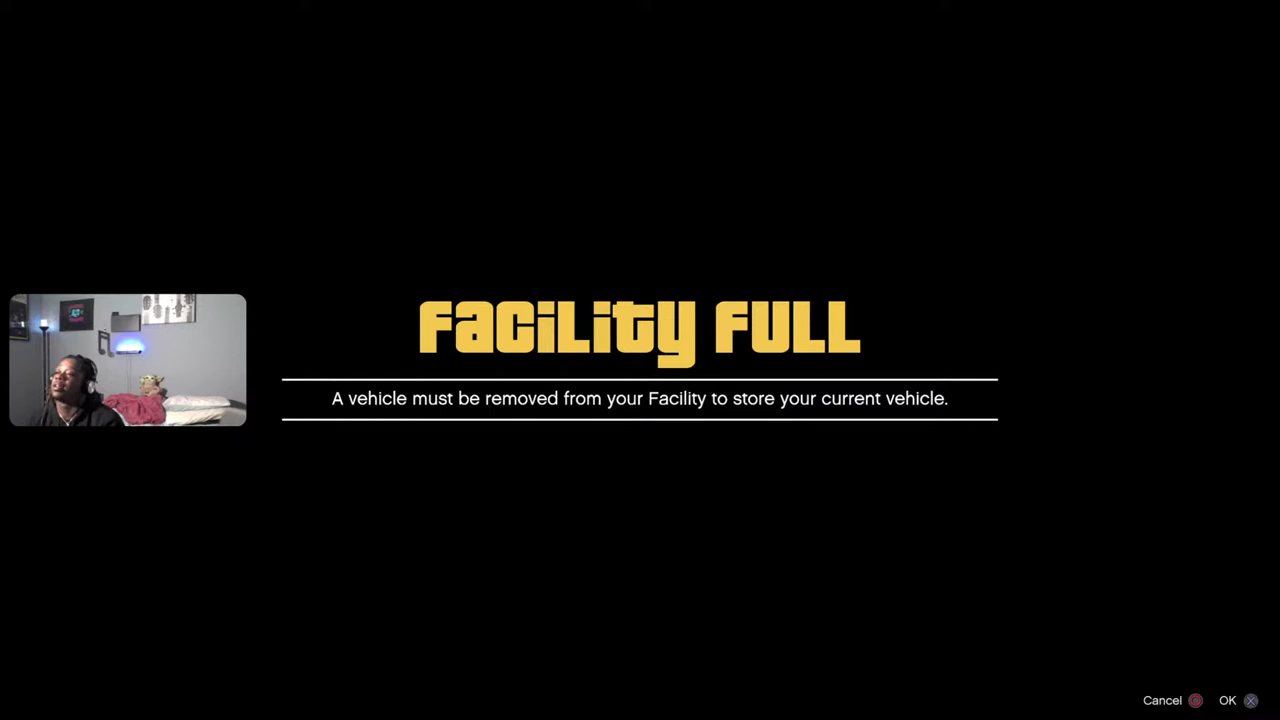 FACILITY FULL
A vehicle must be removed from your Facility to store your current vehicle.
Cancel OK